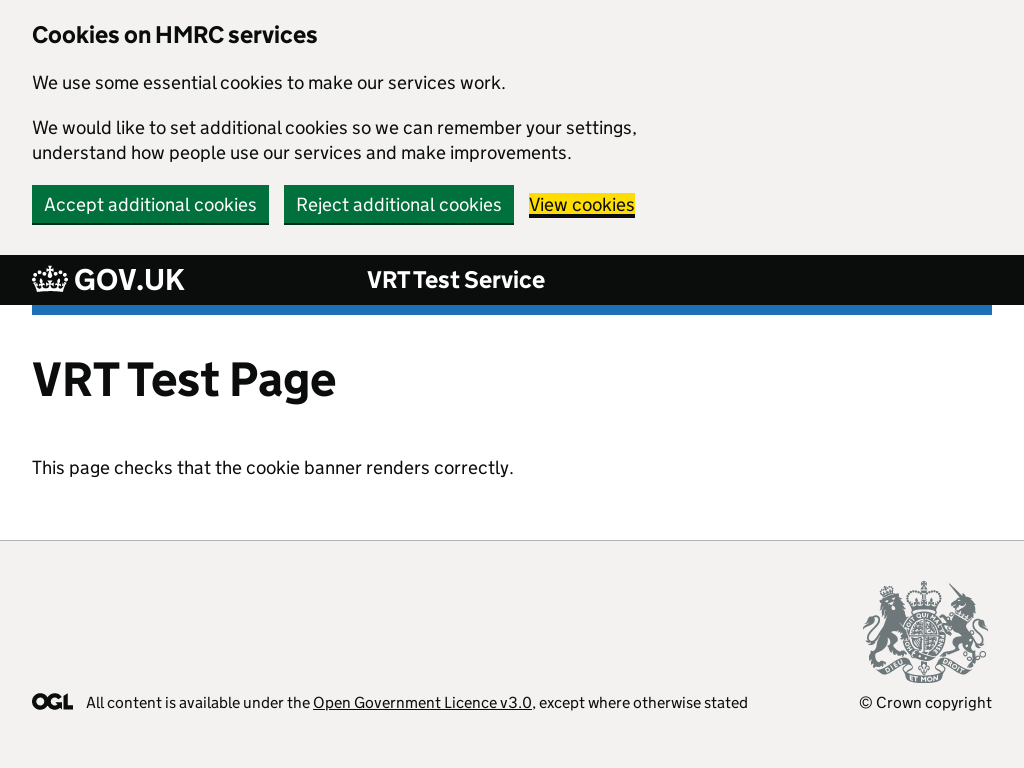 Cookies on HMRC services
We use some essential cookies to make our services work.
We would like to set additional cookies so we can remember your settings,
understand how people use our services and make improvements.
Accept additional cookies Reject additional cookies View cookies
GOV.UK VRT Test Service
VRT Test Page
This page checks that the cookie banner renders correctly.
DIEU ET MON DROIT
OGL All content is available under the Open Government Licence v3.0, except where otherwise stated © Crown copyright